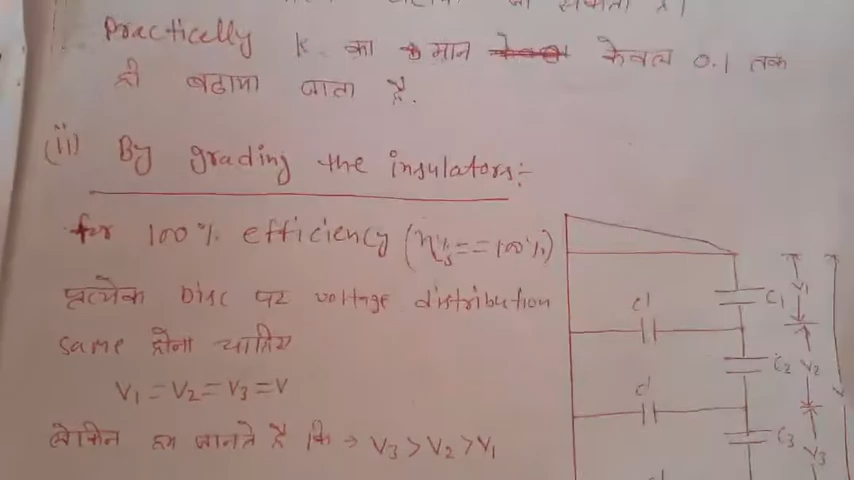 Practically K का मान केवल 0.1 तक
ही बढाया जाता है.
(ii) By grading the insulators:-
for 100% efficiency (η%s == 100%)
प्रत्येक Disc पर voltage distribution
same होना चाहिए
V1 = V2 = V3 = V
लेकिन हम जानते है कि → V3 > V2 > V1
C1
V1
C'
C2
V2
C'
C3
V3